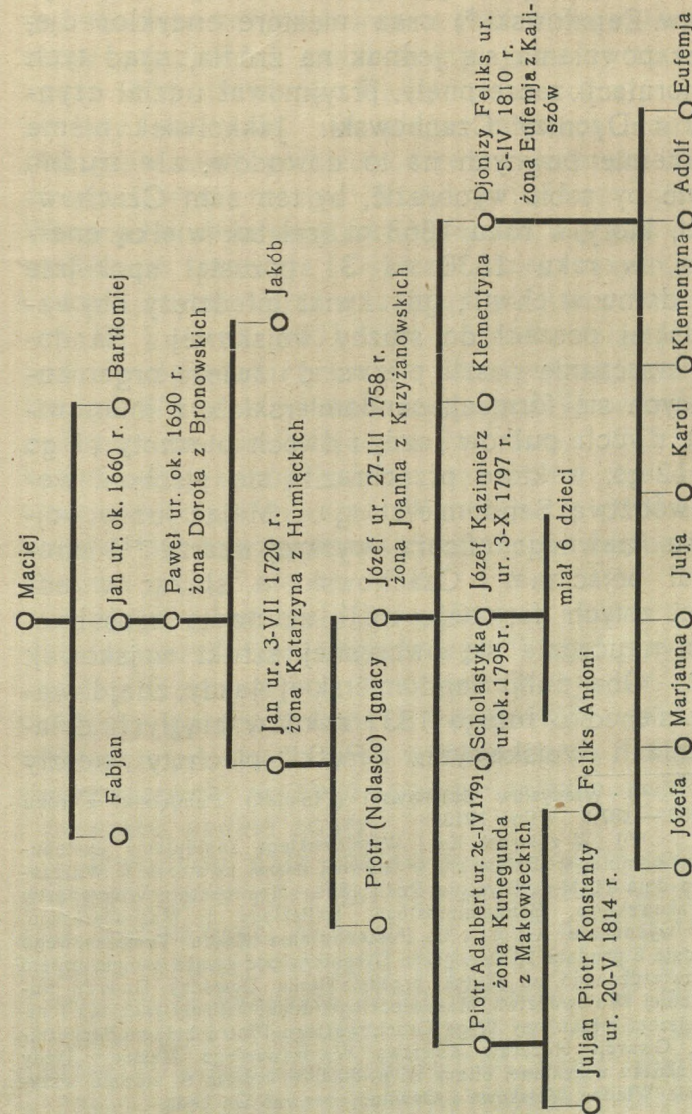 Maciej
Fabjan
Jan ur. ok. 1660 r.
Bartłomiej
Paweł ur. ok. 1690 r.
żona Dorota z Bronowskich
Jan ur. 3-VII 1720 r.
żona Katarzyna z Humięckich
Jakób
Piotr (Nolasco) Ignacy
Józef ur. 27-III 1758 r.
żona Joanna z Krzyżanowskich
Piotr Adalbert ur. 26-IV 1791
żona Kunegunda
z Makowieckich
Scholastyka
ur.ok.1795r.
Józef Kazimierz
ur. 3-X 1797 r.
Klementyna
Djonizy Feliks ur.
5-IV 1810 r.
żona Eufemja z Kali-
szów
miał 6 dzieci
Juljan Piotr Konstanty
ur. 20-V 1814 r.
Feliks Antoni
Józefa
Marjanna
Julja
Karol
Klementyna
Adolf
Eufemja